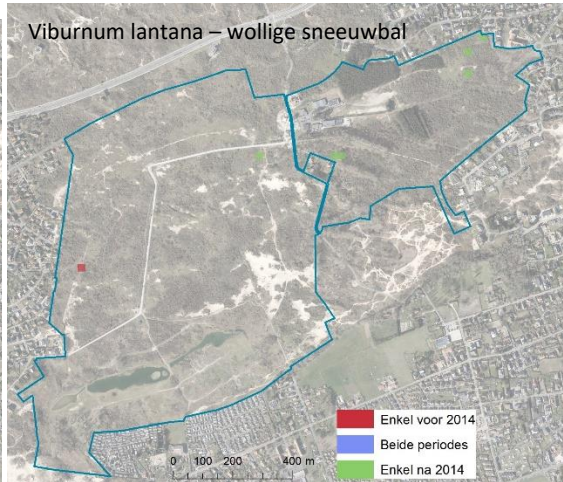 Viburnum lantana – wollige sneeuwbal
Enkel voor 2014
Beide periodes
Enkel na 2014
0 100 200 400 m